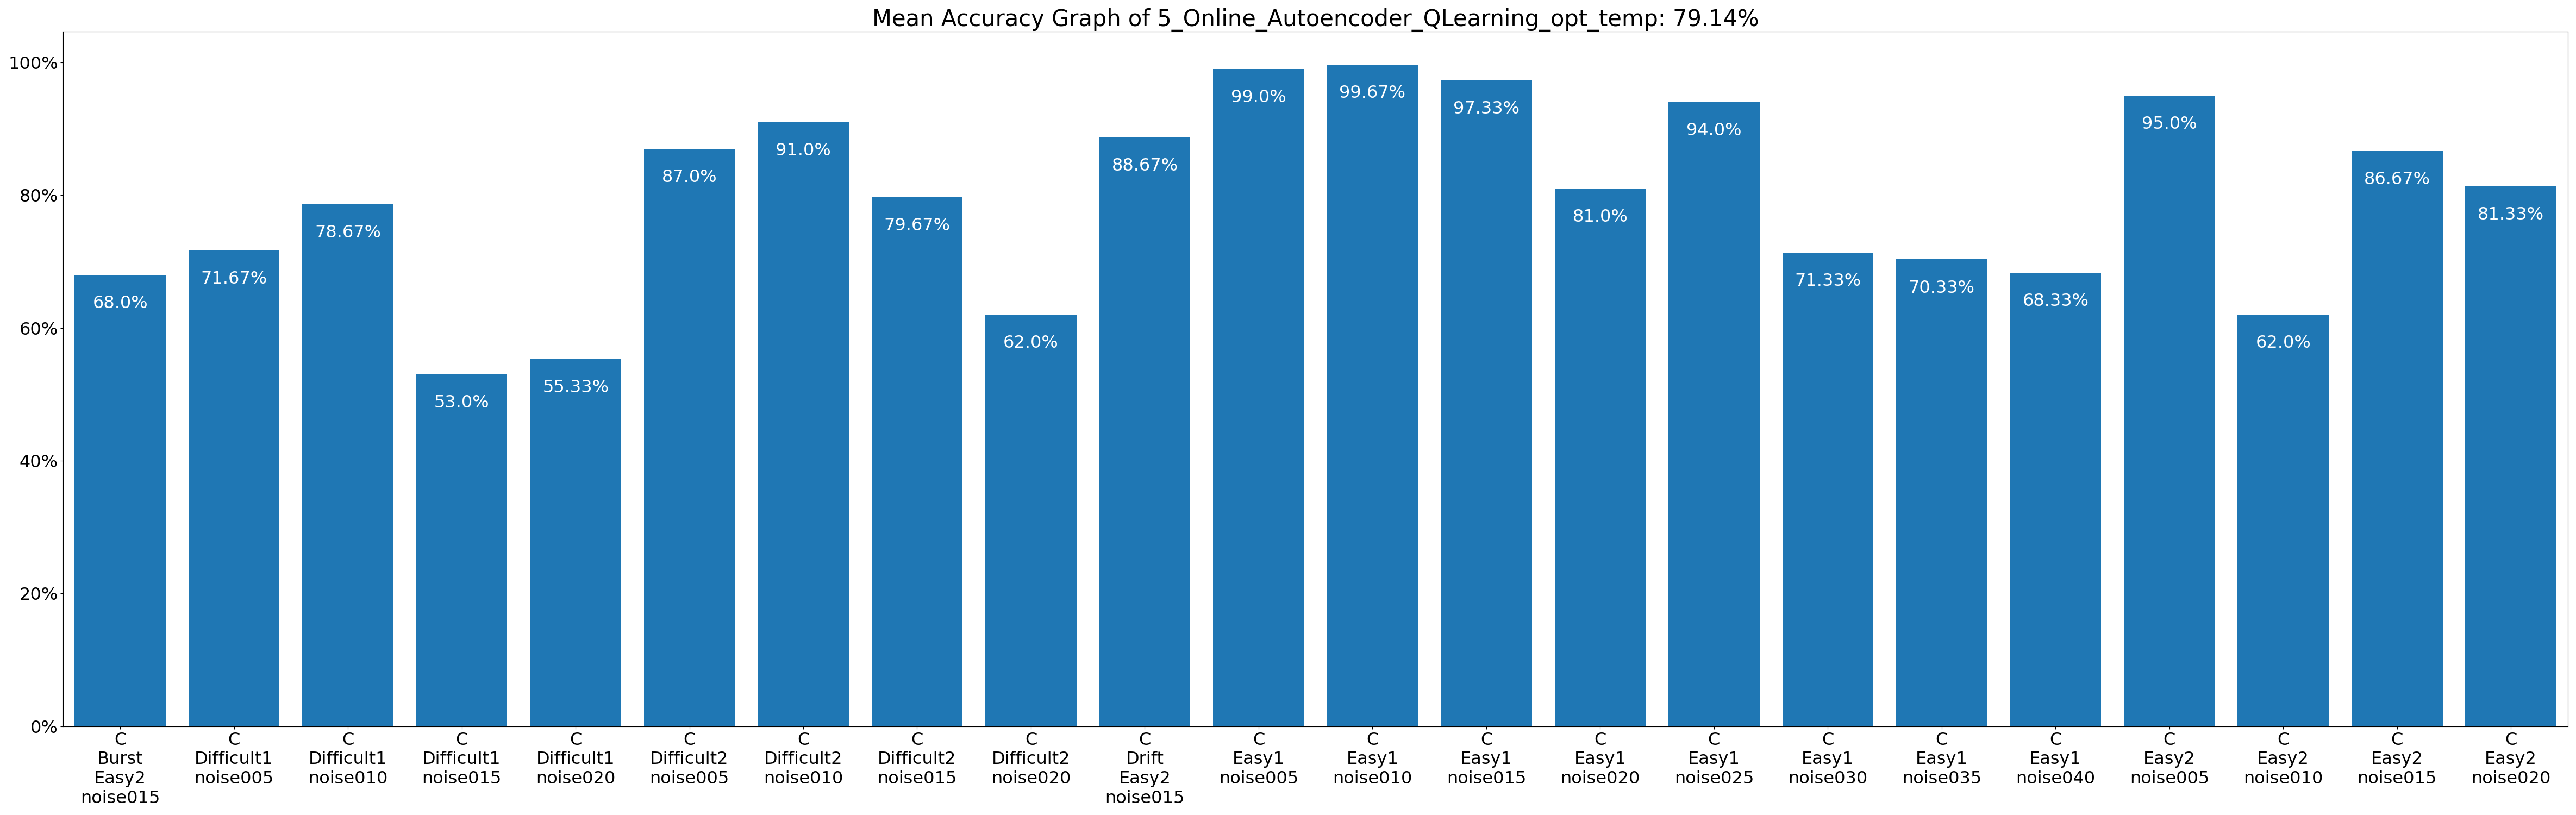 Mean Accuracy Graph of 5_Online_Autoencoder_QLearning_opt_temp: 79.14%
100%
80%
60%
40%
20%
0%
68.0%
71.67%
78.67%
53.0%
55.33%
87.0%
91.0%
79.67%
62.0%
88.67%
99.0%
99.67%
97.33%
81.0%
94.0%
71.33%
70.33%
68.33%
95.0%
62.0%
86.67%
81.33%
C
Burst
Easy2
noise015
C
Difficult1
noise005
C
Difficult1
noise010
C
Difficult1
noise015
C
Difficult1
noise020
C
Difficult2
noise005
C
Difficult2
noise010
C
Difficult2
noise015
C
Difficult2
noise020
C
Drift
Easy2
noise015
C
Easy1
noise005
C
Easy1
noise010
C
Easy1
noise015
C
Easy1
noise020
C
Easy1
noise025
C
Easy1
noise030
C
Easy1
noise035
C
Easy1
noise040
C
Easy2
noise005
C
Easy2
noise010
C
Easy2
noise015
C
Easy2
noise020